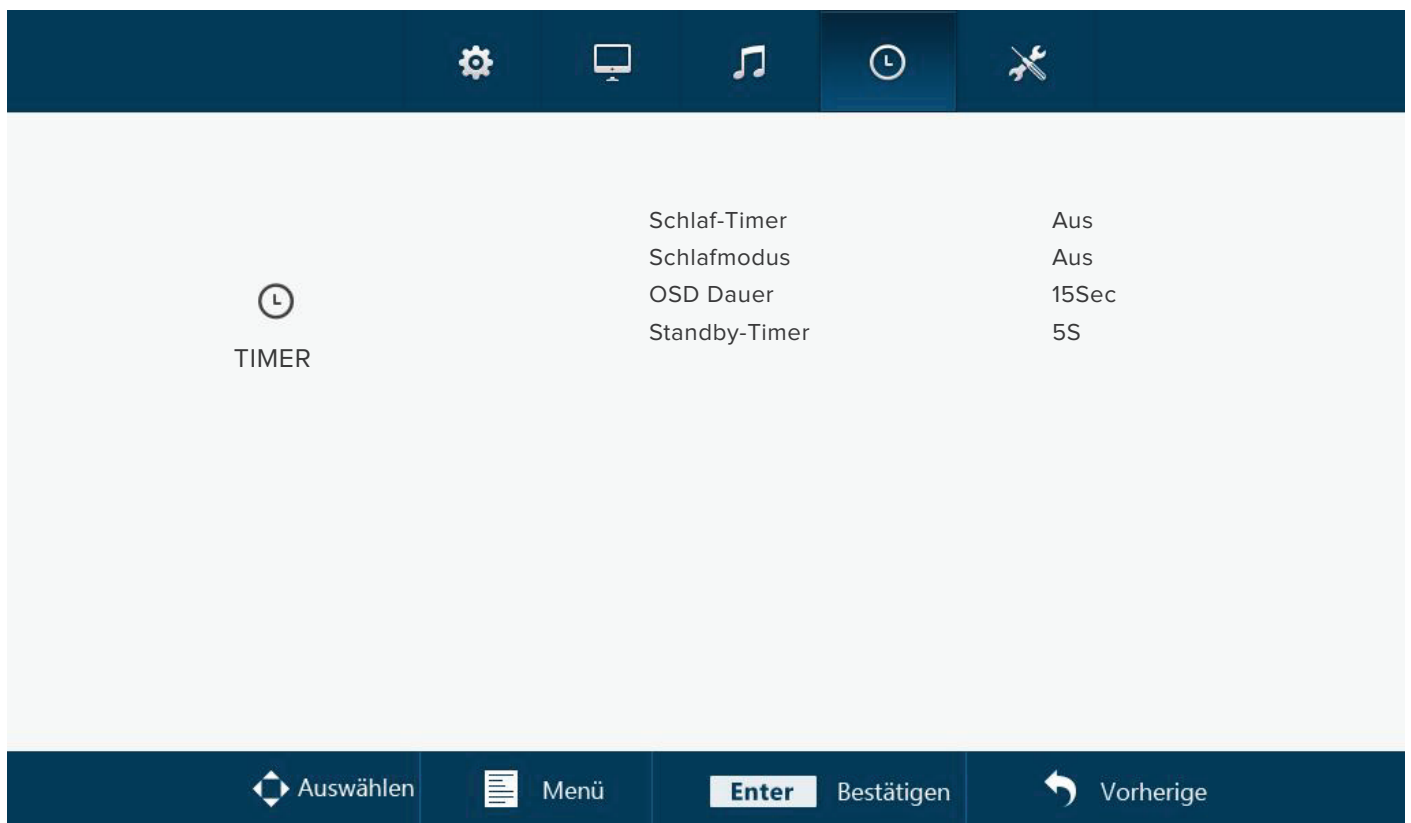 Schlaf-Timer Aus
Schlafmodus Aus
OSD Dauer 15Sec
Standby-Timer 5S
TIMER
Auswählen Menü Enter Bestätigen Vorherige